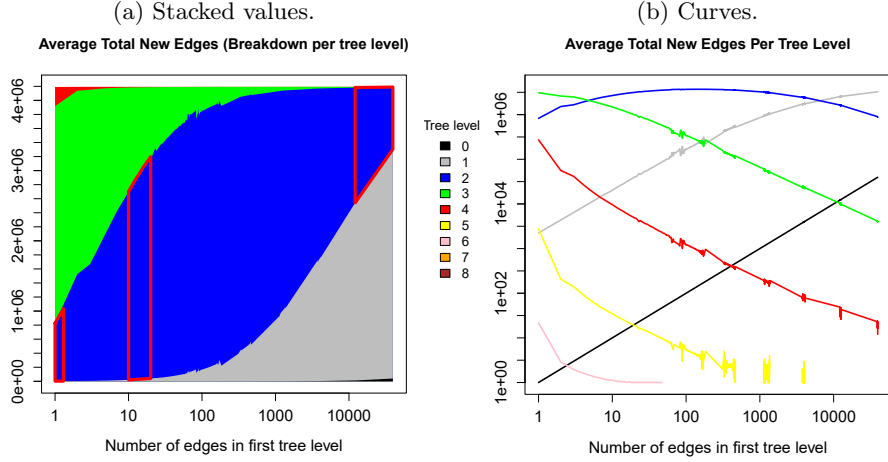 (a) Stacked values.
Average Total New Edges (Breakdown per tree level)
4e+06
3e+06
2e+06
1e+06
0e+00
1
10
100
1000
10000
Number of edges in first tree level
Tree level
0
1
2
3
4
5
6
7
8
(b) Curves.
Average Total New Edges Per Tree Level
1e+06
1e+04
1e+02
1e+00
1
10
100
1000
10000
Number of edges in first tree level